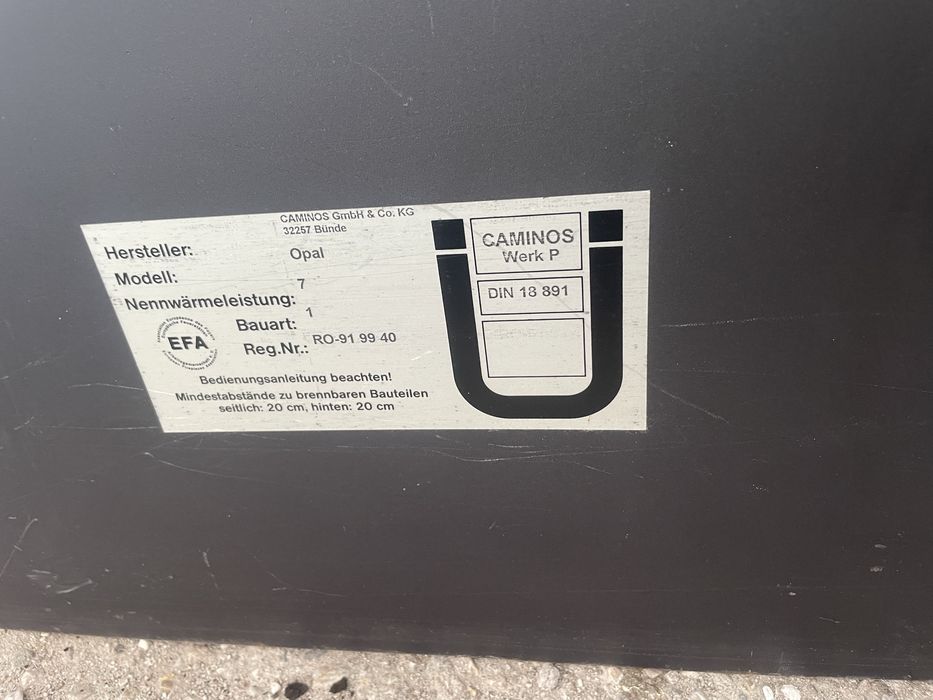 CAMINOS GmbH & Co. KG
32257 Bünde
Hersteller:
Opal
Modell:
7
Nennwärmeleistung:
1
Bauart:
RO-91 99 40
Reg.Nr.:
EFA
Bedienungsanleitung beachten!
Mindestabstände zu brennbaren Bauteilen
seitlich: 20 cm, hinten: 20 cm
CAMINOS
Werk P
DIN 18 891